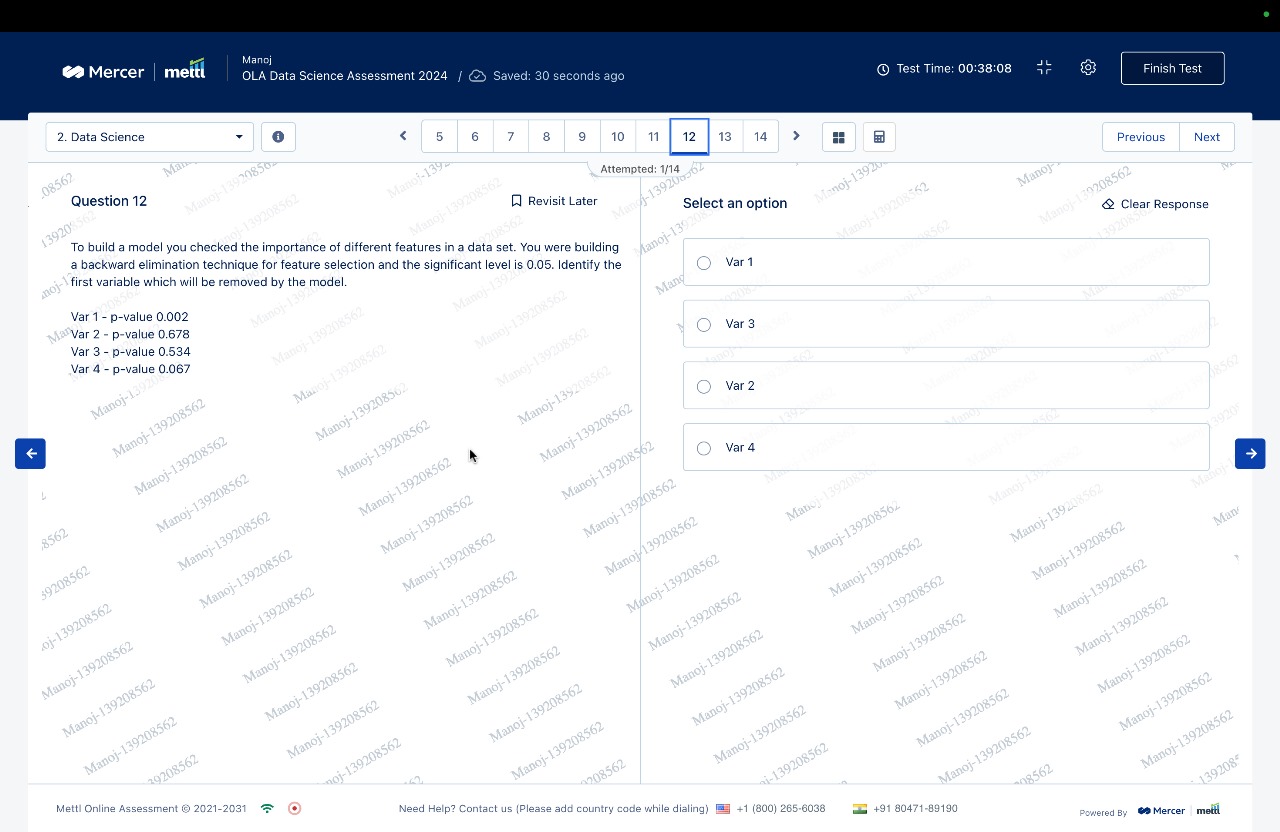 Mercer | mettl
Manoj
OLA Data Science Assessment 2024 / Saved: 30 seconds ago
Test Time: 00:38:08
Finish Test
2. Data Science
5 6 7 8 9 10 11 12 13 14
Previous Next
Attempted: 1/14
Question 12
Revisit Later
To build a model you checked the importance of different features in a data set. You were building
a backward elimination technique for feature selection and the significant level is 0.05. Identify the
first variable which will be removed by the model.
Var 1 - p-value 0.002
Var 2 - p-value 0.678
Var 3 - p-value 0.534
Var 4 - p-value 0.067
Select an option
Clear Response
Var 1
Var 3
Var 2
Var 4
Manoj-139208562
Mettl Online Assessment © 2021-2031
Need Help? Contact us (Please add country code while dialing) +1 (800) 265-6038 +91 80471-89190
Powered By Mercer | mettl